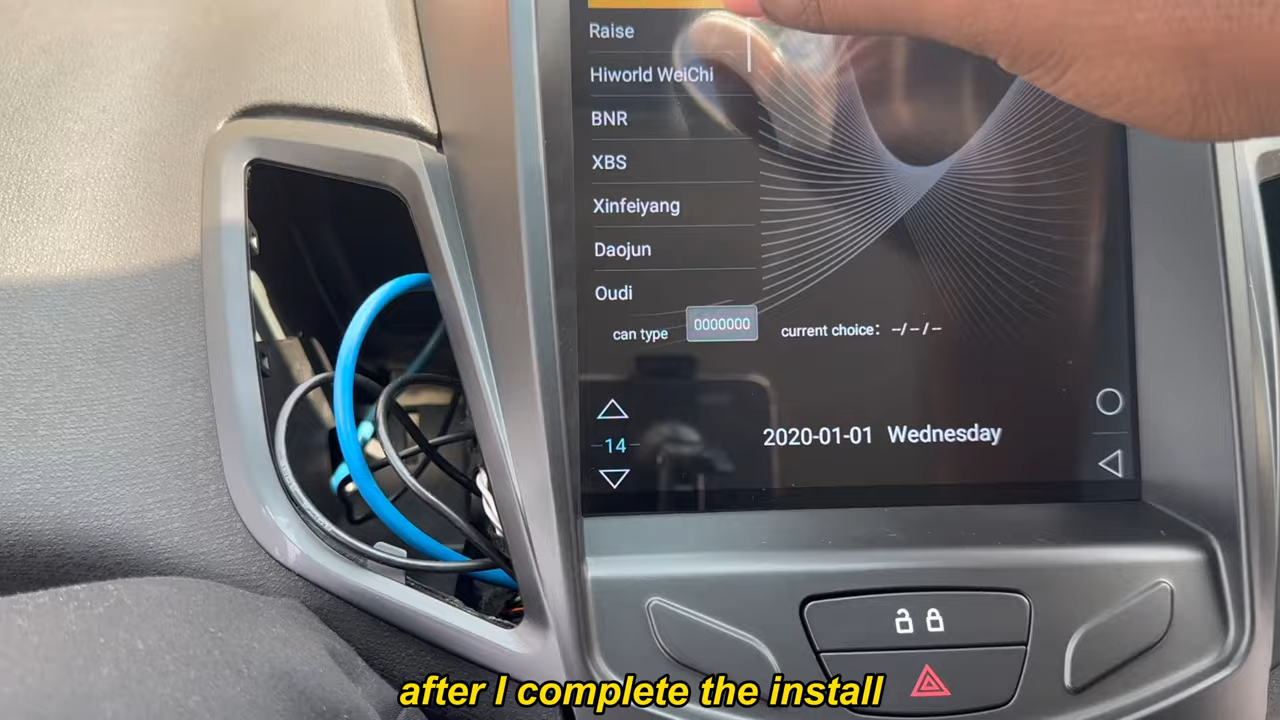 Raise
Hiworld WeiChi
BNR
XBS
Xinfeiyang
Daojun
Oudi
can type 0000000 current choice: --/--/--
14
2020-01-01 Wednesday
after I complete the install